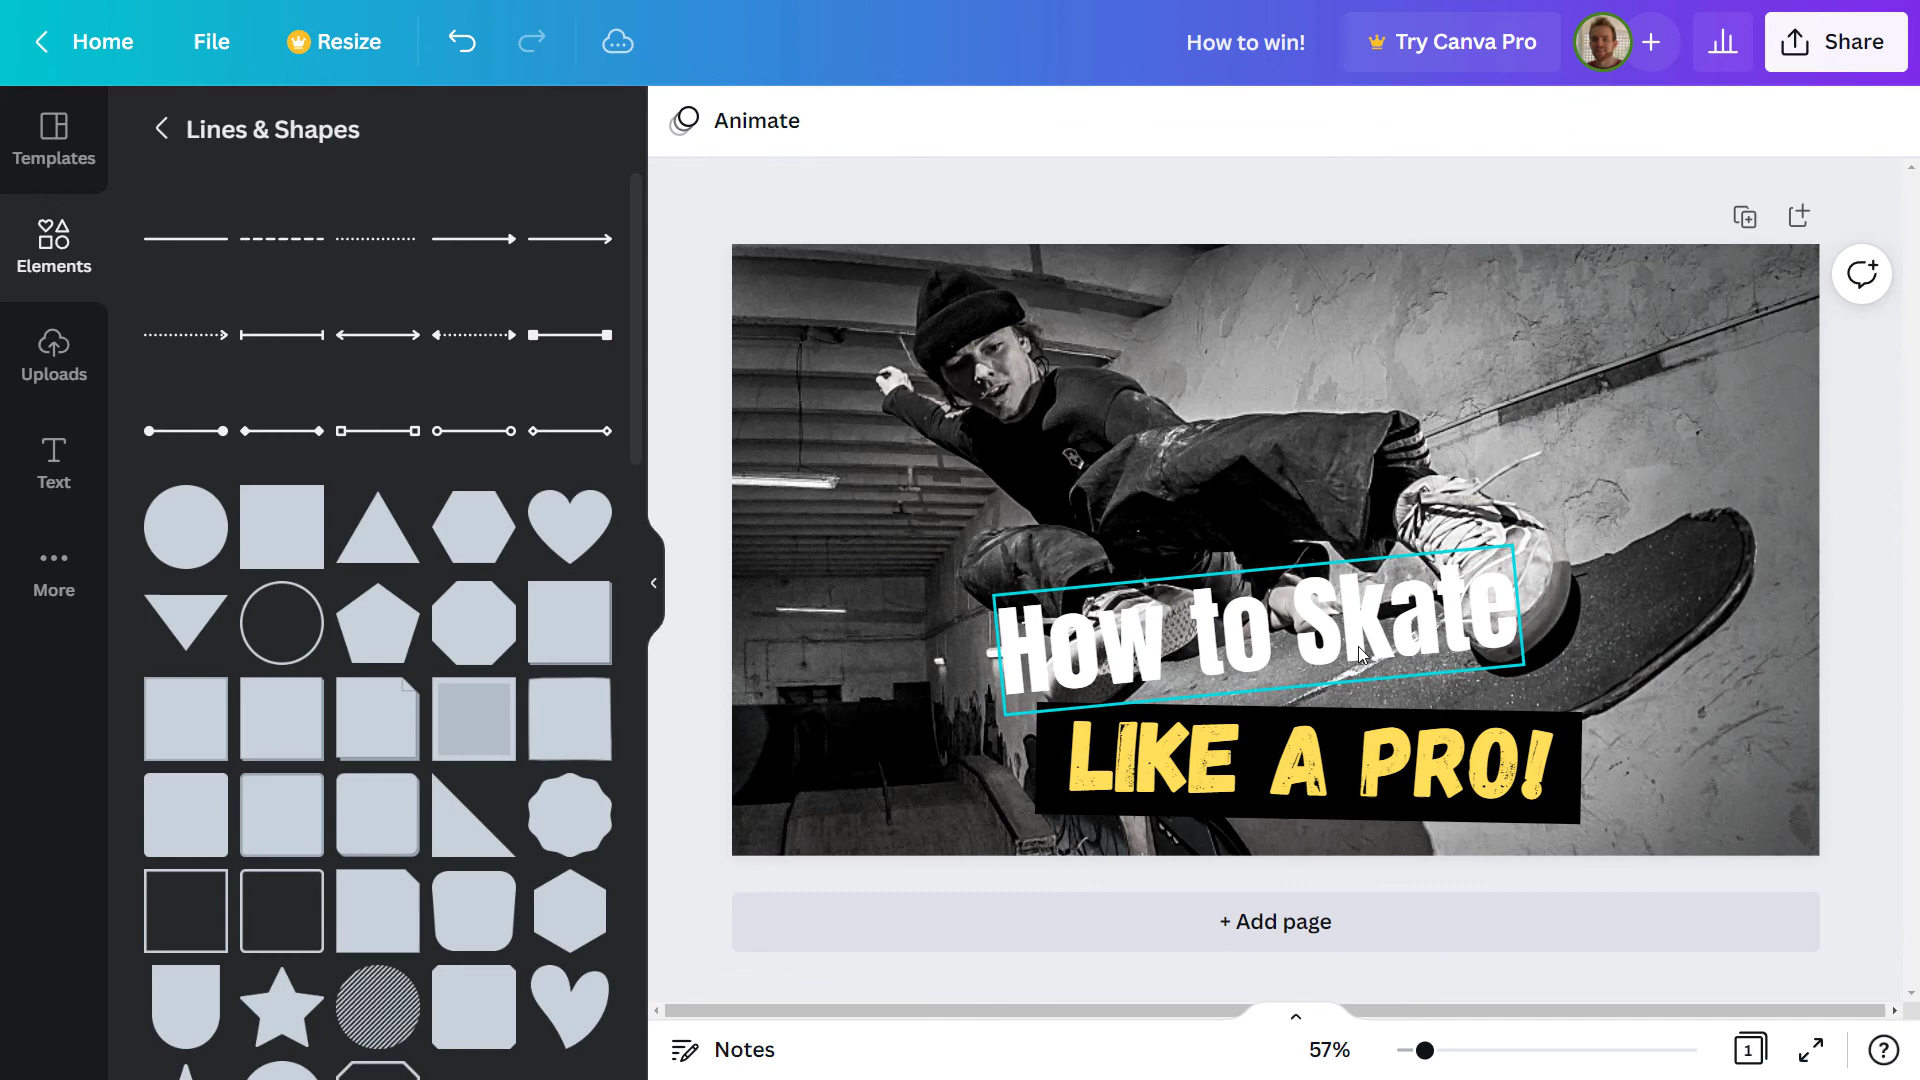 Home
File
Resize
How to win!
Try Canva Pro
Share
Templates
Elements
Uploads
Text
More
Lines & Shapes
Animate
How to Skate
LIKE A PRO!
+ Add page
Notes
57%
1